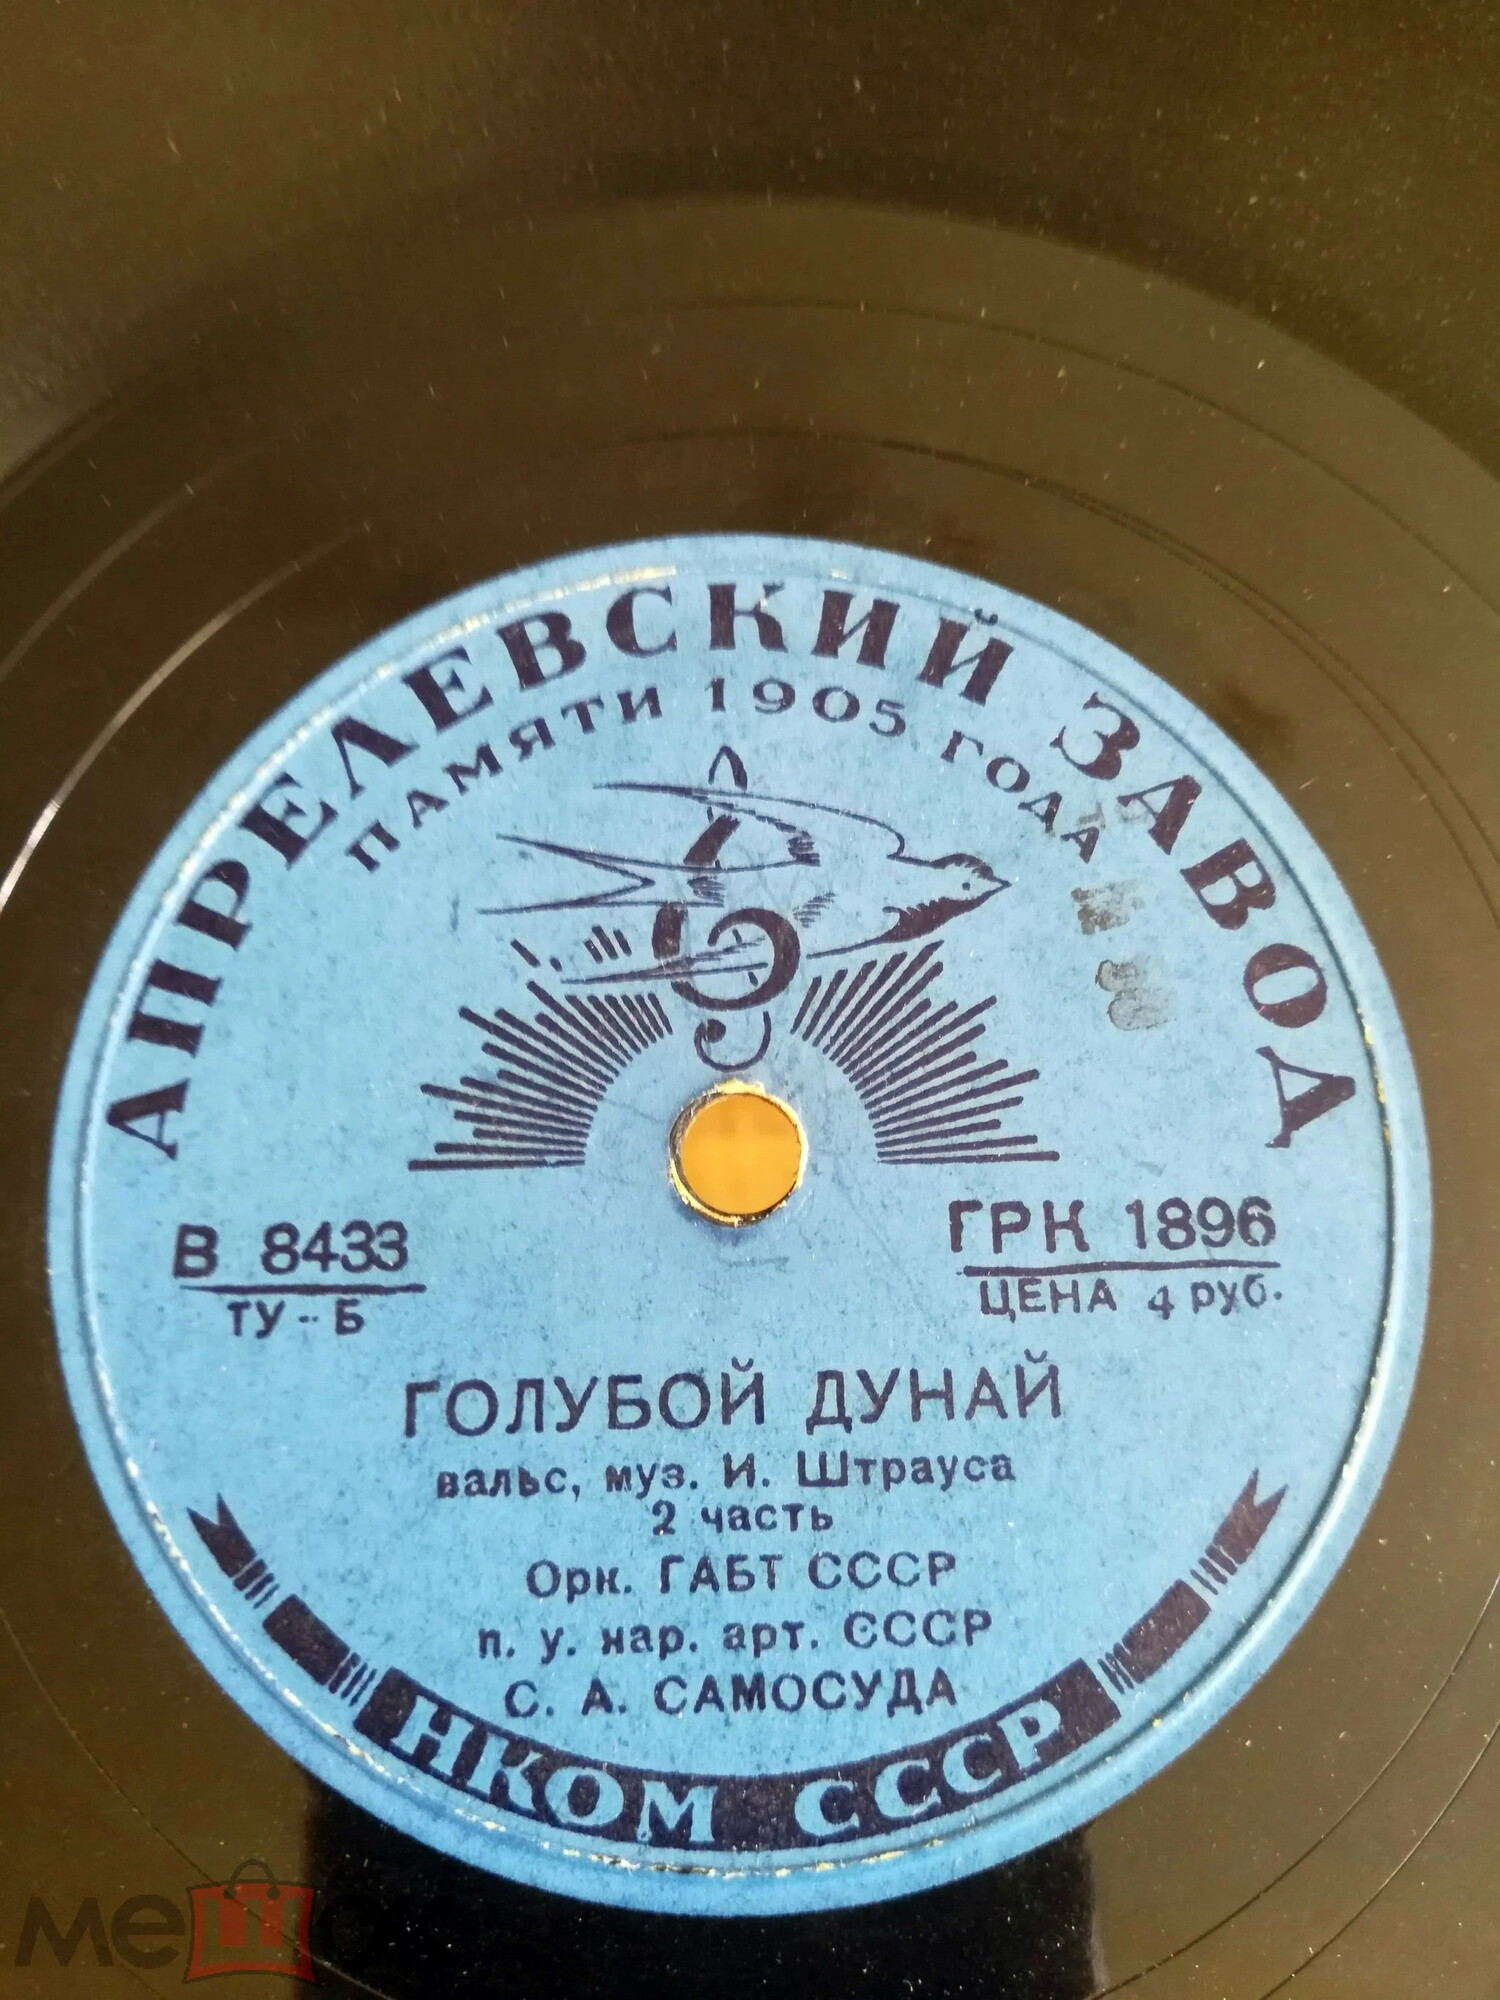 АПРЕЛЕВСКИЙ ЗАВОД
ПАМЯТИ 1905 ГОДА
В 8433
ТУ-Б
ГРК 1896
ЦЕНА 4 руб.
ГОЛУБОЙ ДУНАЙ
вальс, муз. И. Штрауса
2 часть
Орк. ГАБТ СССР
п. у. нар. арт. СССР
С. А. САМОСУДА
НКОМ СССР
мешок